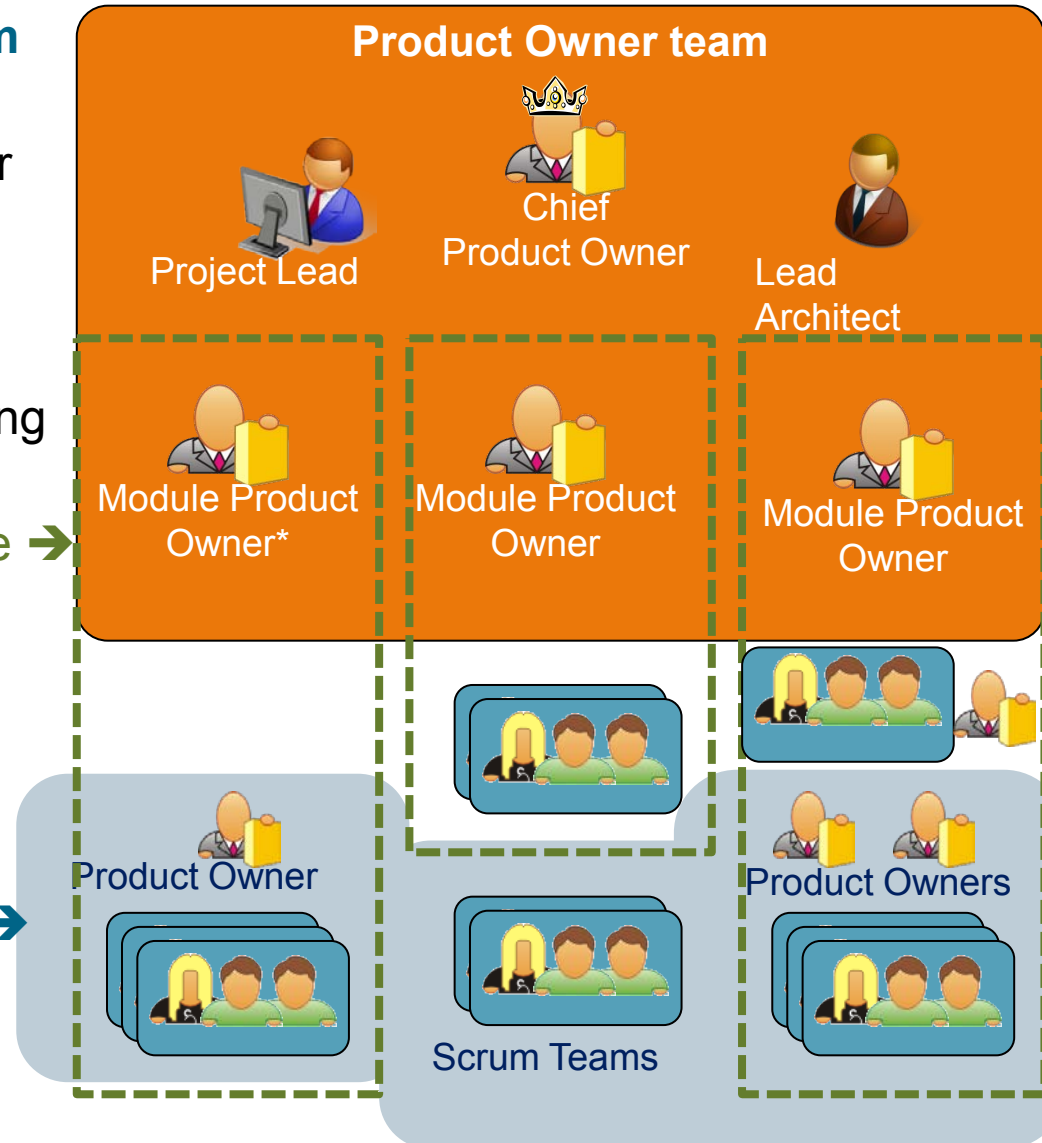 m
Product Owner team
r
Chief
Product Owner
Project Lead
Lead
Architect
ng
Module Product
Owner*
Module Product
Owner
Module Product
Owner
e ➔
Product Owner
Product Owners
➔
Scrum Teams